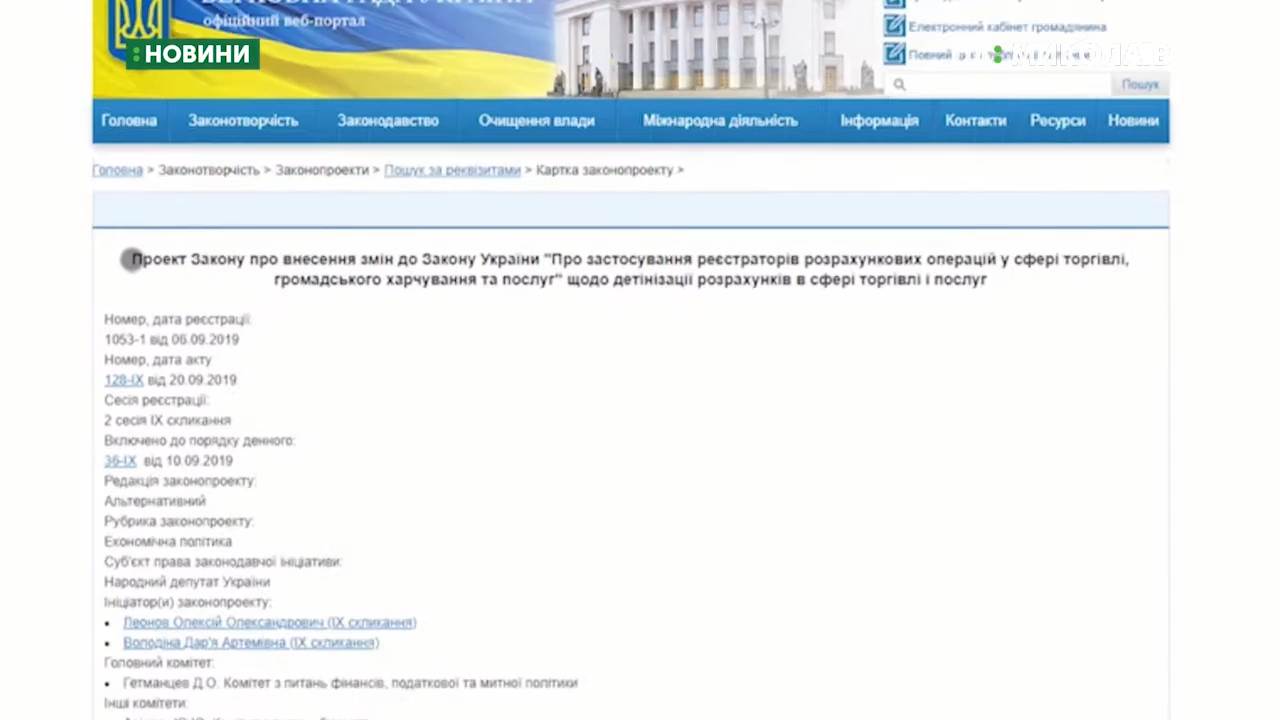 ВЕРХОВНА РАДА УКРАЇНИ
офіційний веб-портал
НОВИНИ
Електронний кабінет громадянина
Повний
МИКОЛАЇВ
Пошук
Головна Законотворчість Законодавство Очищення влади Міжнародна діяльність Інформація Контакти Ресурси Новини
Головна > Законотворчість > Законопроекти > Пошук за реквізитами > Картка законопроекту >
Проект Закону про внесення змін до Закону України "Про застосування реєстраторів розрахункових операцій у сфері торгівлі,
громадського харчування та послуг" щодо детінізації розрахунків в сфері торгівлі і послуг
Номер, дата реєстрації:
1053-1 від 06.09.2019
Номер, дата акту
128-IX від 20.09.2019
Сесія реєстрації:
2 сесія IX скликання
Включено до порядку денного:
36-IX від 10.09.2019
Редакція законопроекту:
Альтернативний
Рубрика законопроекту:
Економічна політика
Суб'єкт права законодавчої ініціативи:
Народний депутат України
Ініціатор(и) законопроекту:
• Леонов Олексій Олександрович (IX скликання)
• Володіна Дар'я Артемівна (IX скликання)
Головний комітет:
• Гетманцев Д.О. Комітет з питань фінансів, податкової та митної політики
Інші комітети: